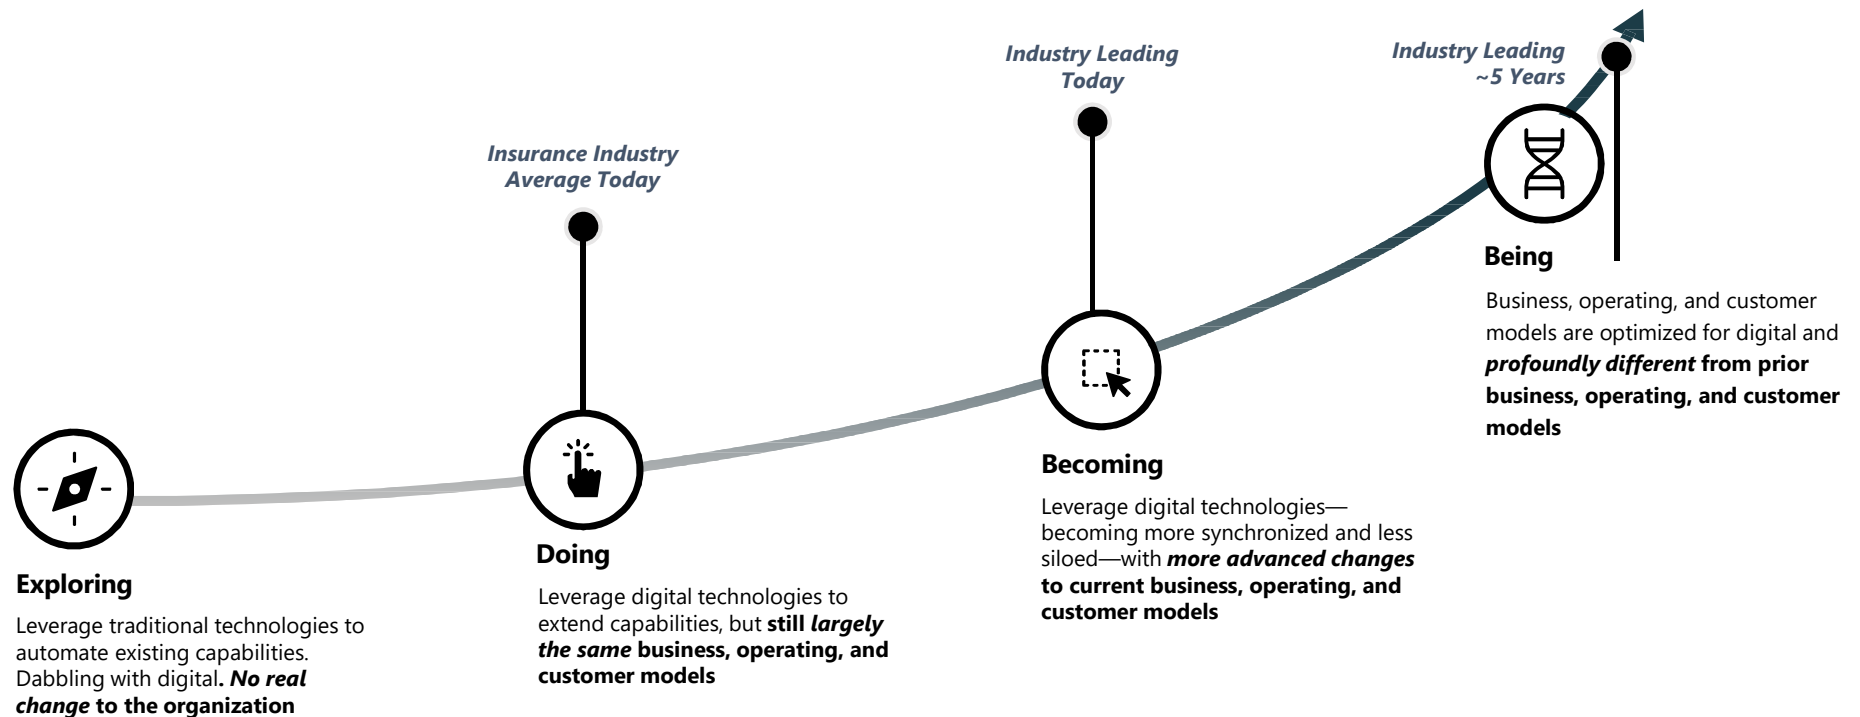 Industry Leading
Today
Industry Leading
~5 Years
Insurance Industry
Average Today
Exploring
Leverage traditional technologies to
automate existing capabilities.
Dabbling with digital. No real
change to the organization
Doing
Leverage digital technologies to
extend capabilities, but still largely
the same business, operating, and
customer models
Becoming
Leverage digital technologies—
becoming more synchronized and less
siloed—with more advanced changes
to current business, operating, and
customer models
Being
Business, operating, and customer
models are optimized for digital and
profoundly different from prior
business, operating, and customer
models